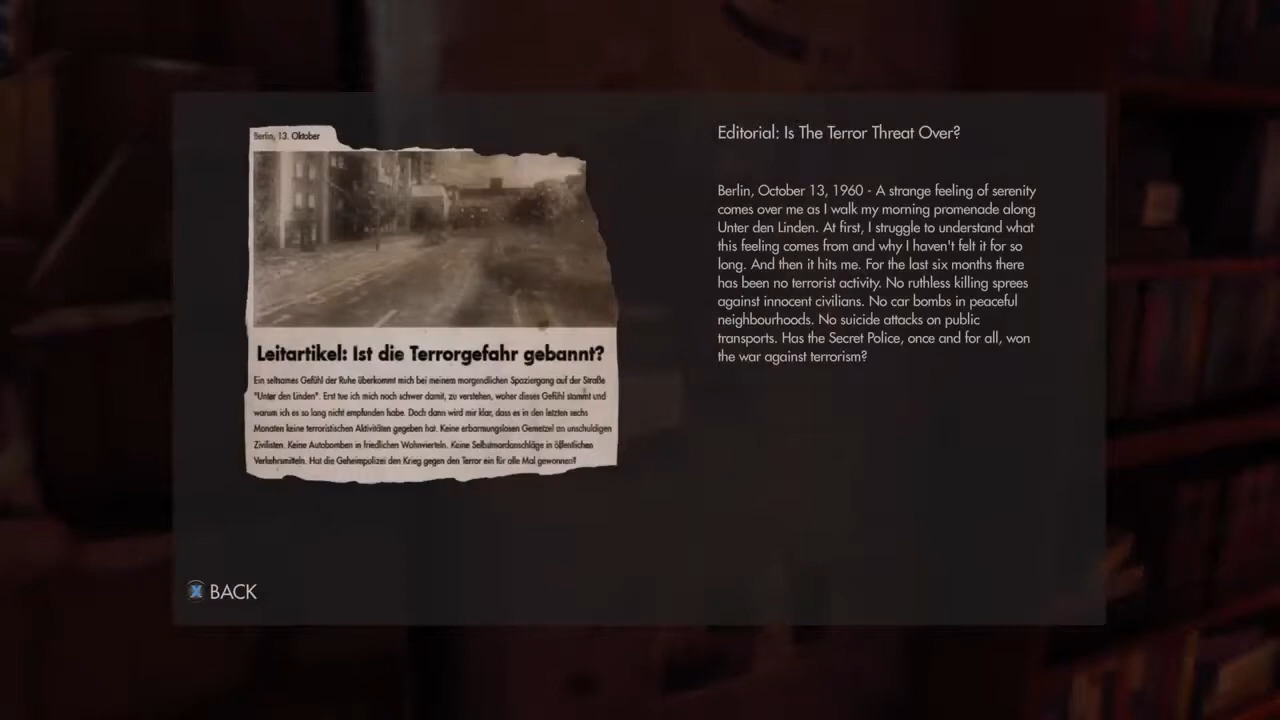 Berlin, 13. Oktober
Leitartikel: Ist die Terrorgefahr gebannt?
Ein seltsames Gefühl der Ruhe überkommt mich bei meinem morgendlichen Spaziergang auf der Straße
"Unter den Linden". Erst tue ich mich noch schwer damit, zu verstehen, woher dieses Gefühl stammt und
warum ich es so lang nicht empfunden habe. Doch dann wird mir klar, dass es in den letzten sechs
Monaten keine terroristischen Aktivitäten gegeben hat. Keine erbarmungslosen Gemetzel an unschuldigen
Zivilisten. Keine Autobomben in friedlichen Wohnvierteln. Keine Selbstmordanschläge in öffentlichen
Verkehrsmitteln. Hat die Geheimpolizei den Krieg gegen den Terror ein für alle Mal gewonnen?
Editorial: Is The Terror Threat Over?
Berlin, October 13, 1960 - A strange feeling of serenity
comes over me as I walk my morning promenade along
Unter den Linden. At first, I struggle to understand what
this feeling comes from and why I haven't felt it for so
long. And then it hits me. For the last six months there
has been no terrorist activity. No ruthless killing sprees
against innocent civilians. No car bombs in peaceful
neighbourhoods. No suicide attacks on public
transports. Has the Secret Police, once and for all, won
the war against terrorism?
X BACK